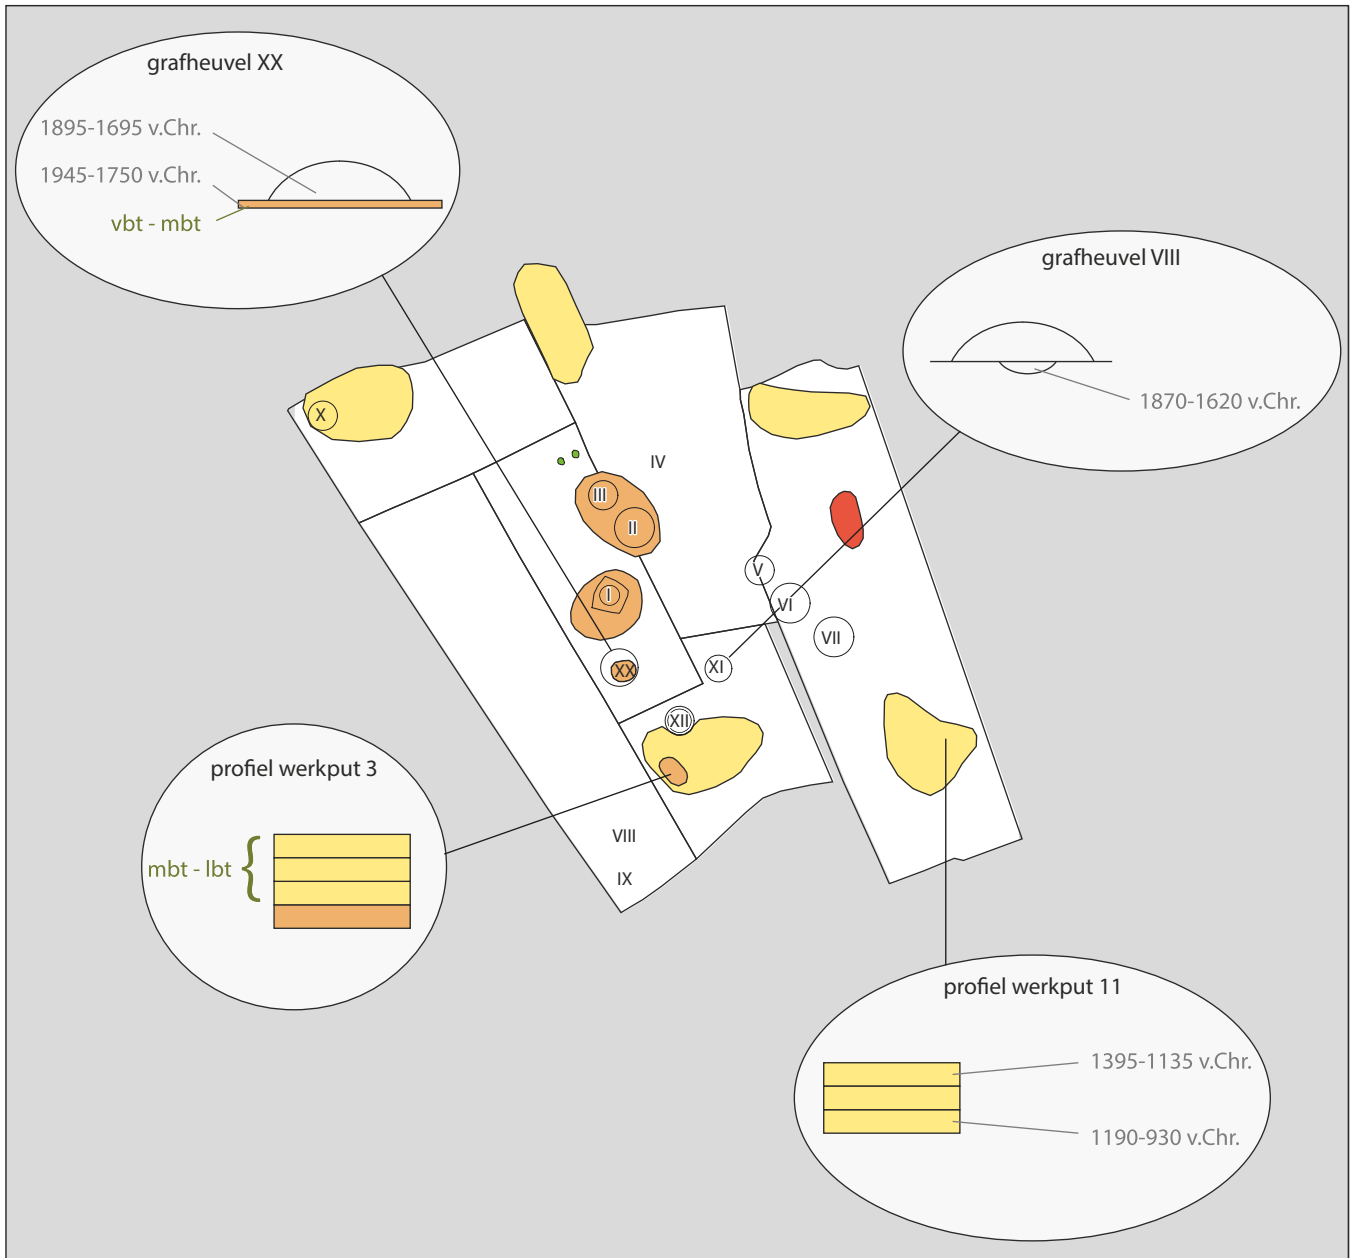 grafheuvel XX
1895-1695 v.Chr.
1945-1750 v.Chr.
vbt - mbt
grafheuvel VIII
1870-1620 v.Chr.
X
IV
III
II
V
I
VI
VII
XX
XI
XII
profiel werkput 3
mbt - lbt {
VIII
IX
profiel werkput 11
1395-1135 v.Chr.
1190-930 v.Chr.